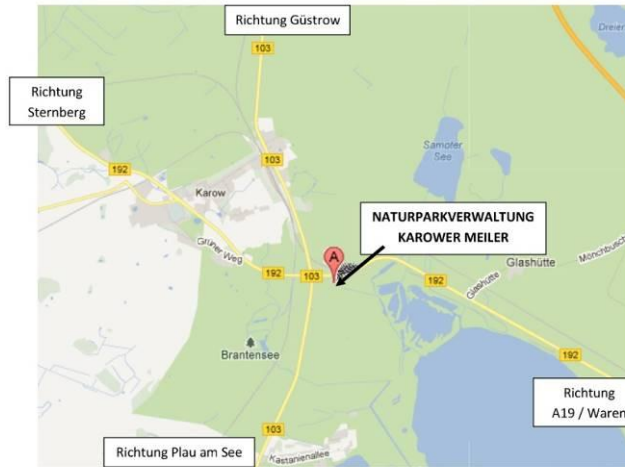 Richtung Güstrow
103
Dreier
Richtung
Sternberg
192
103
Samoter
See
Karow
NATURPARKVERWALTUNG
KAROWER MEILER
Grüner Weg
A
Glashütte
Mönchbusch
192
103
192
Glashütte
Brantensee
192
Richtung
A19 / Waren
103
Richtung Plau am See
Kastanienallee